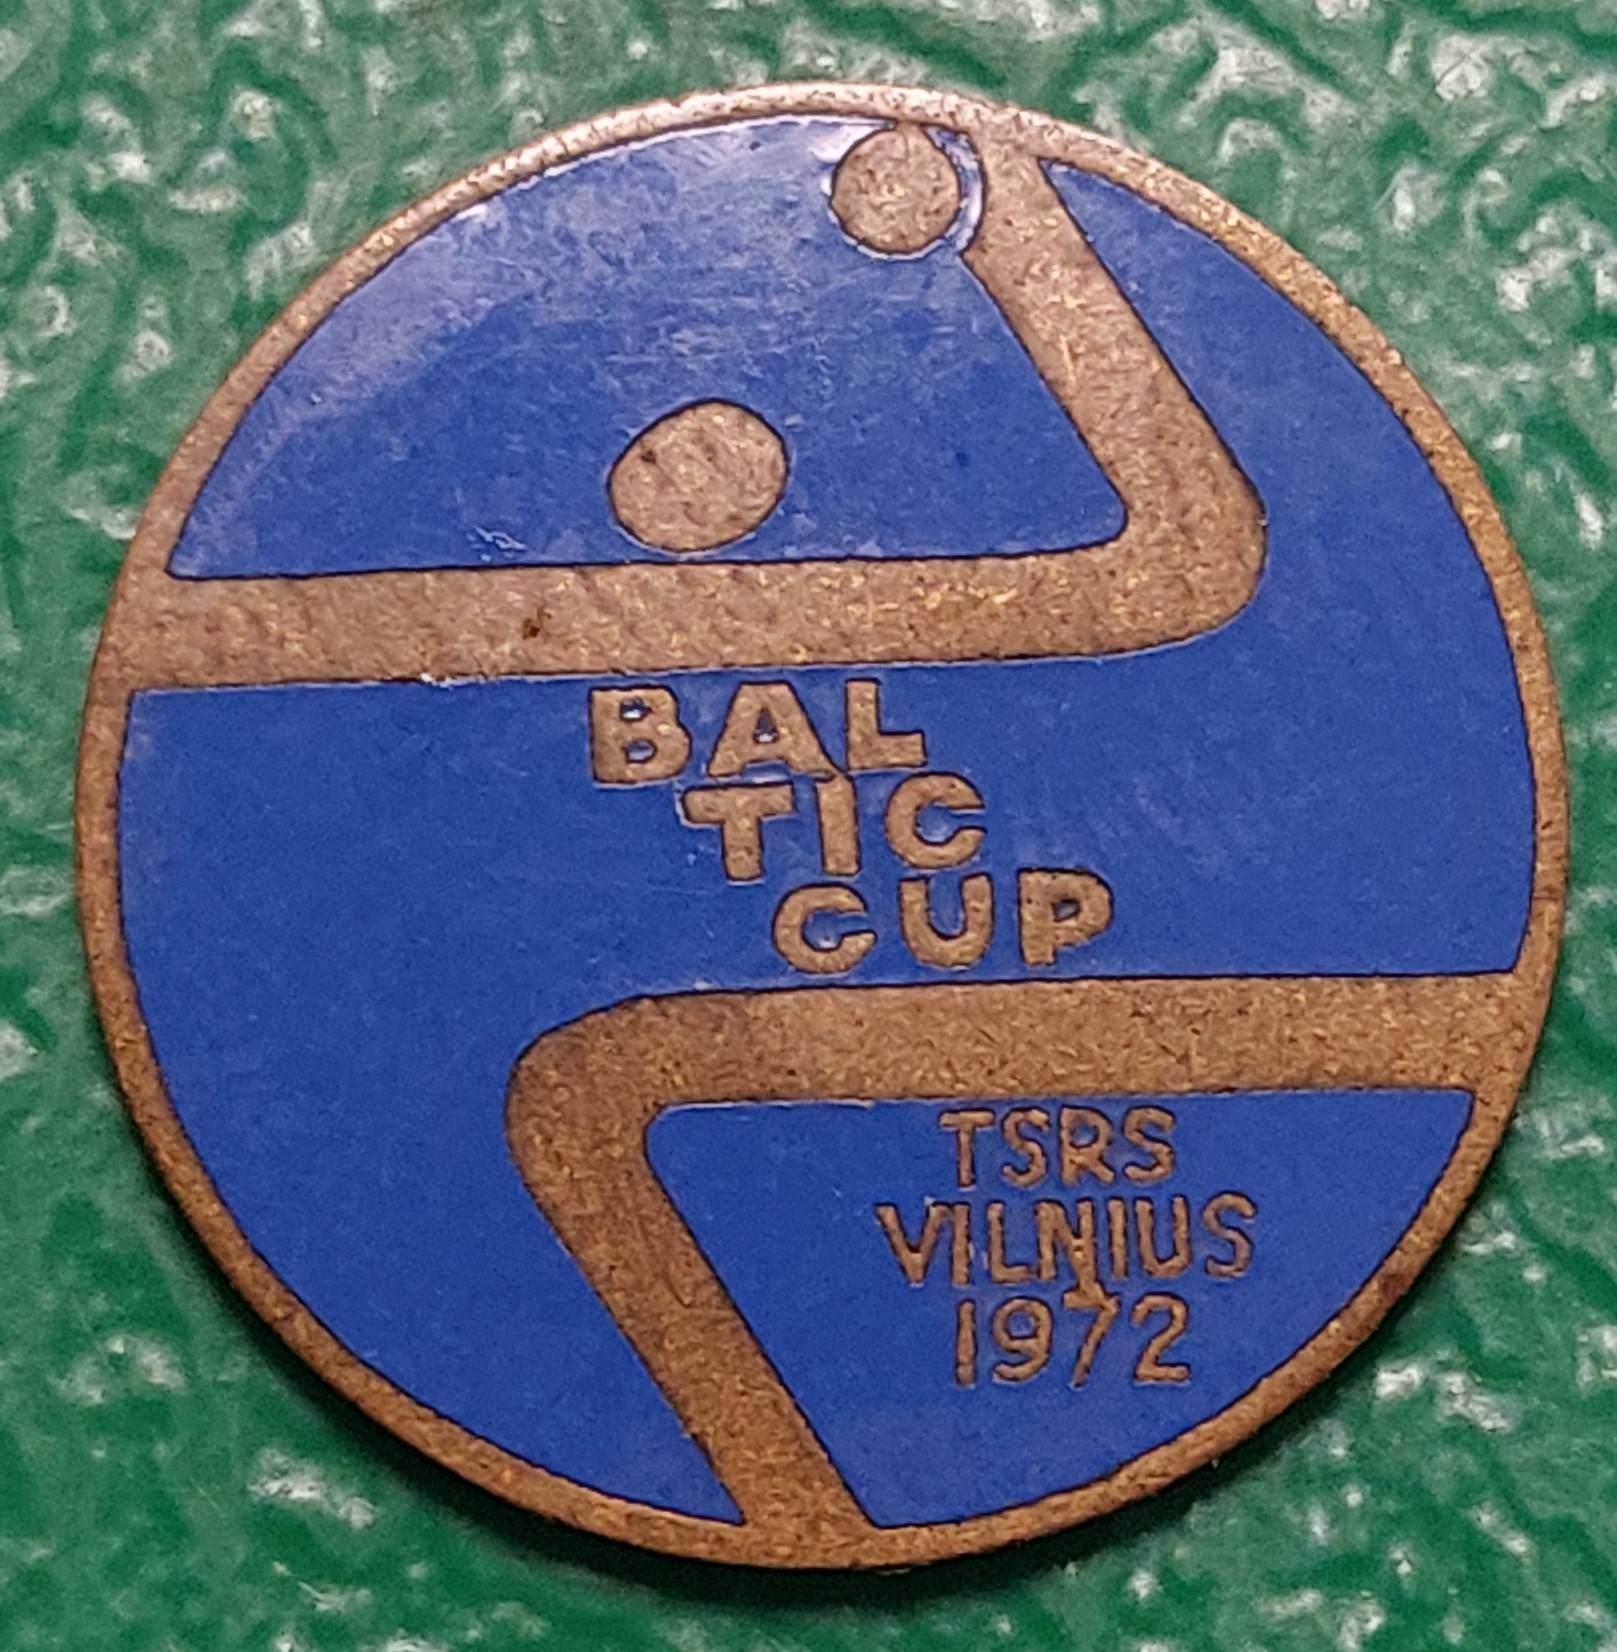 BAL
TIC
CUP
TSRS
VILNIUS
1972